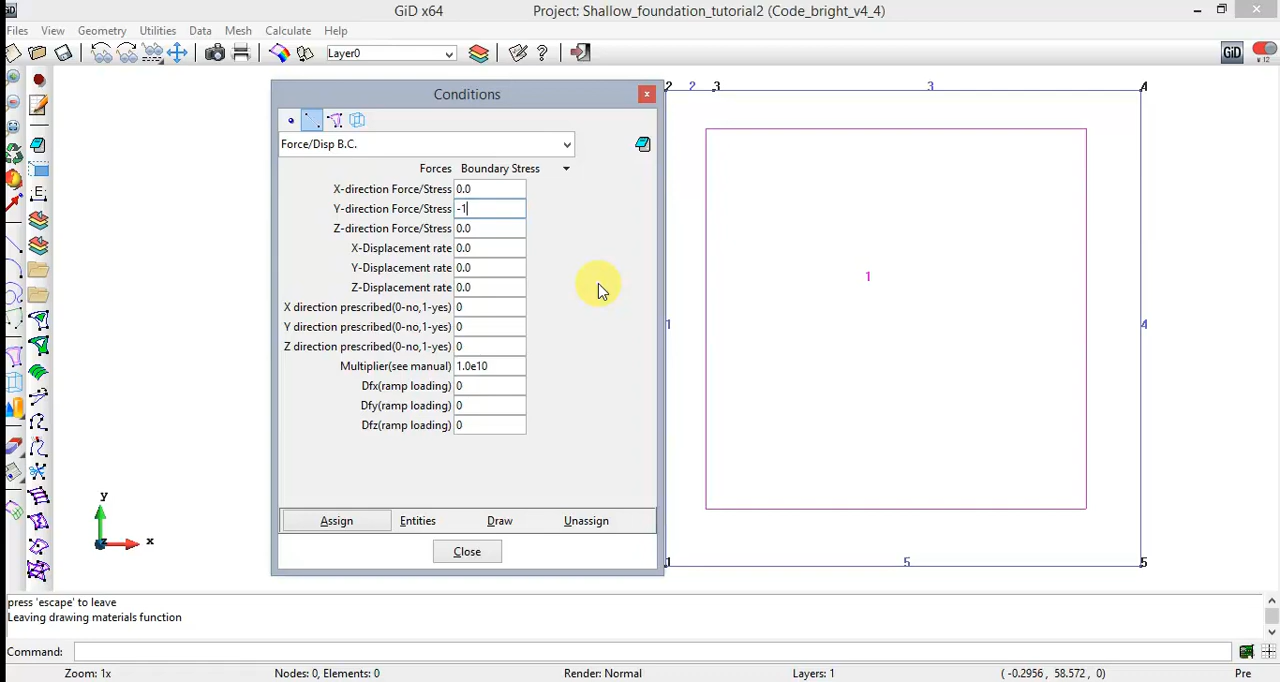 GiD x64 Project: Shallow_foundation_tutorial2 (Code_bright_v4_4)
Files View Geometry Utilities Data Mesh Calculate Help
Layer0 GiD
12
Conditions
Force/Disp B.C.
Forces Boundary Stress
X-direction Force/Stress 0.0
Y-direction Force/Stress -1
Z-direction Force/Stress 0.0
X-Displacement rate 0.0
Y-Displacement rate 0.0
Z-Displacement rate 0.0
X direction prescribed(0-no,1-yes) 0
Y direction prescribed(0-no,1-yes) 0
Z direction prescribed(0-no,1-yes) 0
Multiplier(see manual) 1.0e10
Dfx(ramp loading) 0
Dfy(ramp loading) 0
Dfz(ramp loading) 0
Assign Entities Draw Unassign
Close
2 2 3 3 4
1
1 4
1 5 5
y
z x
press 'escape' to leave
Leaving drawing materials function
Command:
Zoom: 1x Nodes: 0, Elements: 0 Render: Normal Layers: 1 ( -0.2956 , 58.572 , 0) Pre